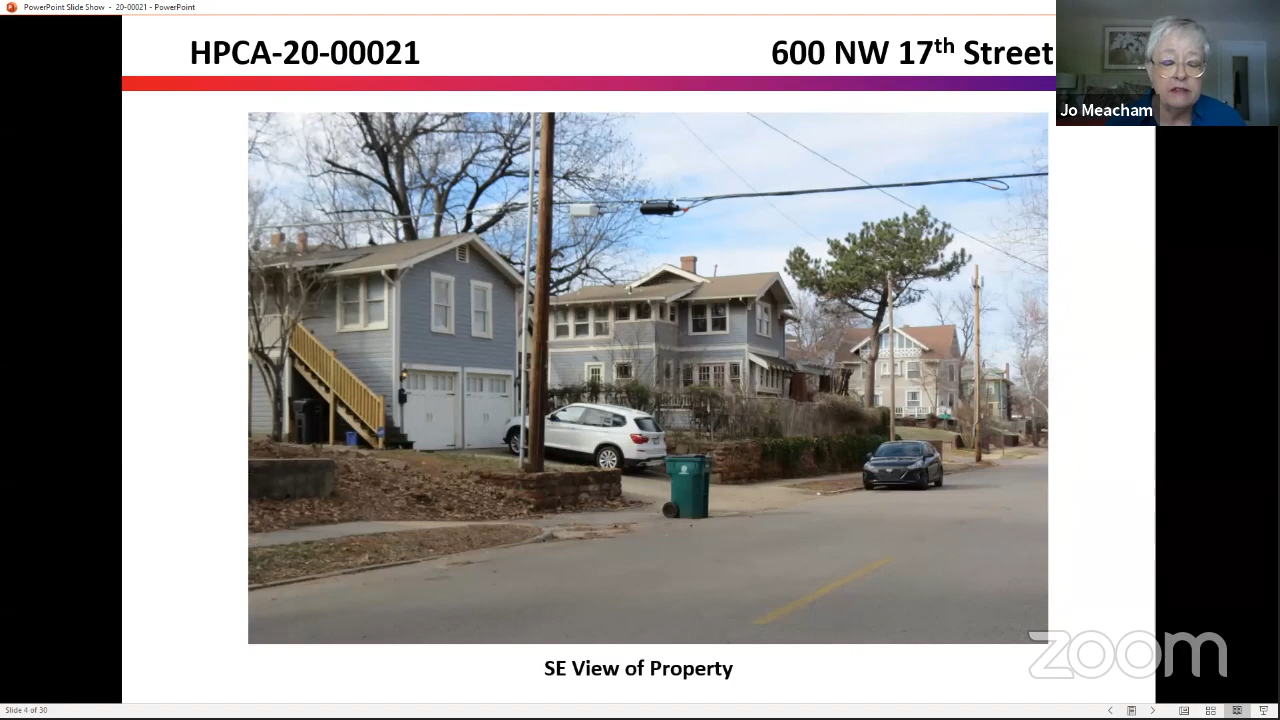 PowerPoint Slide Show - 20-00021 - PowerPoint
HPCA-20-00021
600 NW 17th Street
Jo Meacham
SE View of Property
zoom
Slide 4 of 30